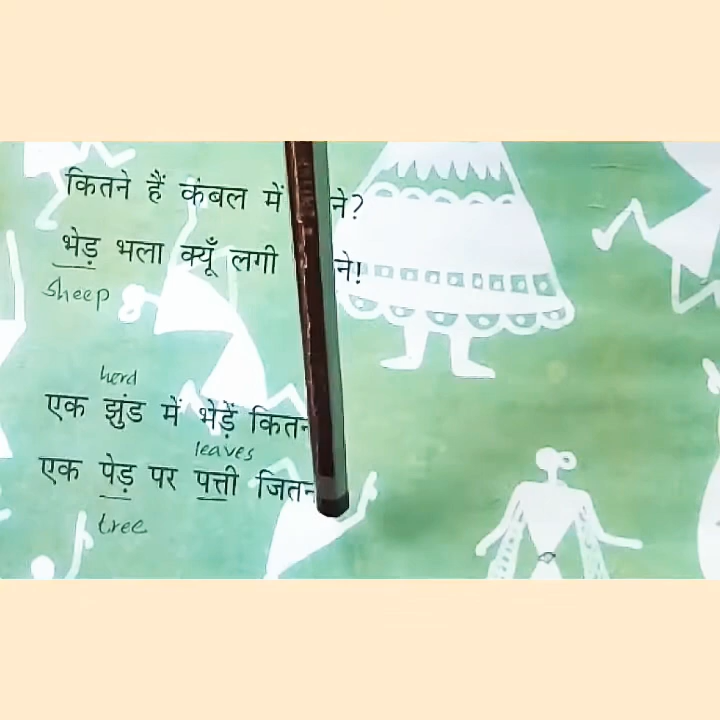 कितने हैं कंबल में ने?
भेड़ भला क्यूँ लगी ने!
sheep
herd
एक झुंड में भेड़ें
leaves
एक पेड़ पर पत्ती
tree